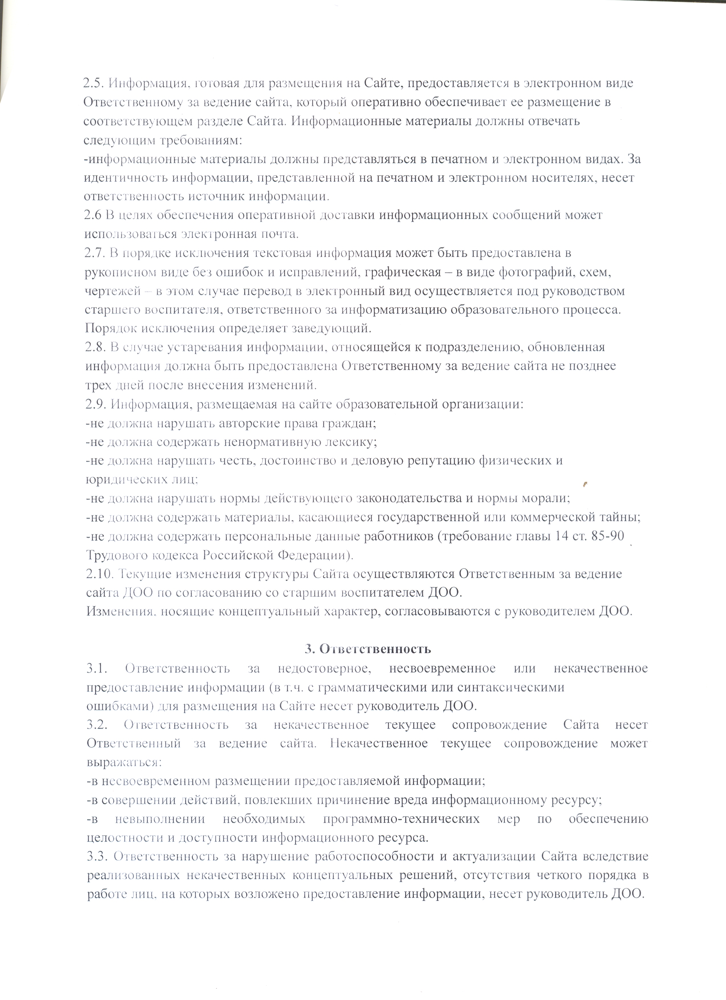 2.5. Информация, готовая для размещения на Сайте, предоставляется в электронном виде
Ответственному за ведение сайта, который оперативно обеспечивает ее размещение в
соответствующем разделе Сайта. Информационные материалы должны отвечать
следующим требованиям:
-информационные материалы должны представляться в печатном и электронном видах. За
идентичность информации, представленной на печатном и электронном носителях, несет
ответственность источник информации.
2.6 В целях обеспечения оперативной доставки информационных сообщений может
использоваться электронная почта.
2.7. В порядке исключения текстовая информация может быть предоставлена в
рукописном виде без ошибок и исправлений, графическая – в виде фотографий, схем,
чертежей – в этом случае перевод в электронный вид осуществляется под руководством
старшего воспитателя, ответственного за информатизацию образовательного процесса.
Порядок исключения определяет заведующий.
2.8. В случае устаревания информации, относящейся к подразделению, обновленная
информация должна быть предоставлена Ответственному за ведение сайта не позднее
трех дней после внесения изменений.
2.9. Информация, размещаемая на сайте образовательной организации:
-не должна нарушать авторские права граждан;
-не должна содержать ненормативную лексику;
-не должна нарушать честь, достоинство и деловую репутацию физических и
юридических лиц;
-не должна нарушать нормы действующего законодательства и нормы морали;
-не должна содержать материалы, касающиеся государственной или коммерческой тайны;
-не должна содержать персональные данные работников (требование главы 14 ст. 85-90
Трудового кодекса Российской Федерации).
2.10. Текущие изменения структуры Сайта осуществляются Ответственным за ведение
сайта ДОО по согласованию со старшим воспитателем ДОО.
Изменения, носящие концептуальный характер, согласовываются с руководителем ДОО.
3. Ответственность
3.1. Ответственность за недостоверное, несвоевременное или некачественное
предоставление информации (в т.ч. с грамматическими или синтаксическими
ошибками) для размещения на Сайте несет руководитель ДОО.
3.2. Ответственность за некачественное текущее сопровождение Сайта несет
Ответственный за ведение сайта. Некачественное текущее сопровождение может
выражаться:
-в несвоевременном размещении предоставляемой информации;
-в совершении действий, повлекших причинение вреда информационному ресурсу;
-в невыполнении необходимых программно-технических мер по обеспечению
целостности и доступности информационного ресурса.
3.3. Ответственность за нарушение работоспособности и актуализации Сайта вследствие
реализованных некачественных концептуальных решений, отсутствия четкого порядка в
работе лиц, на которых возложено предоставление информации, несет руководитель ДОО.